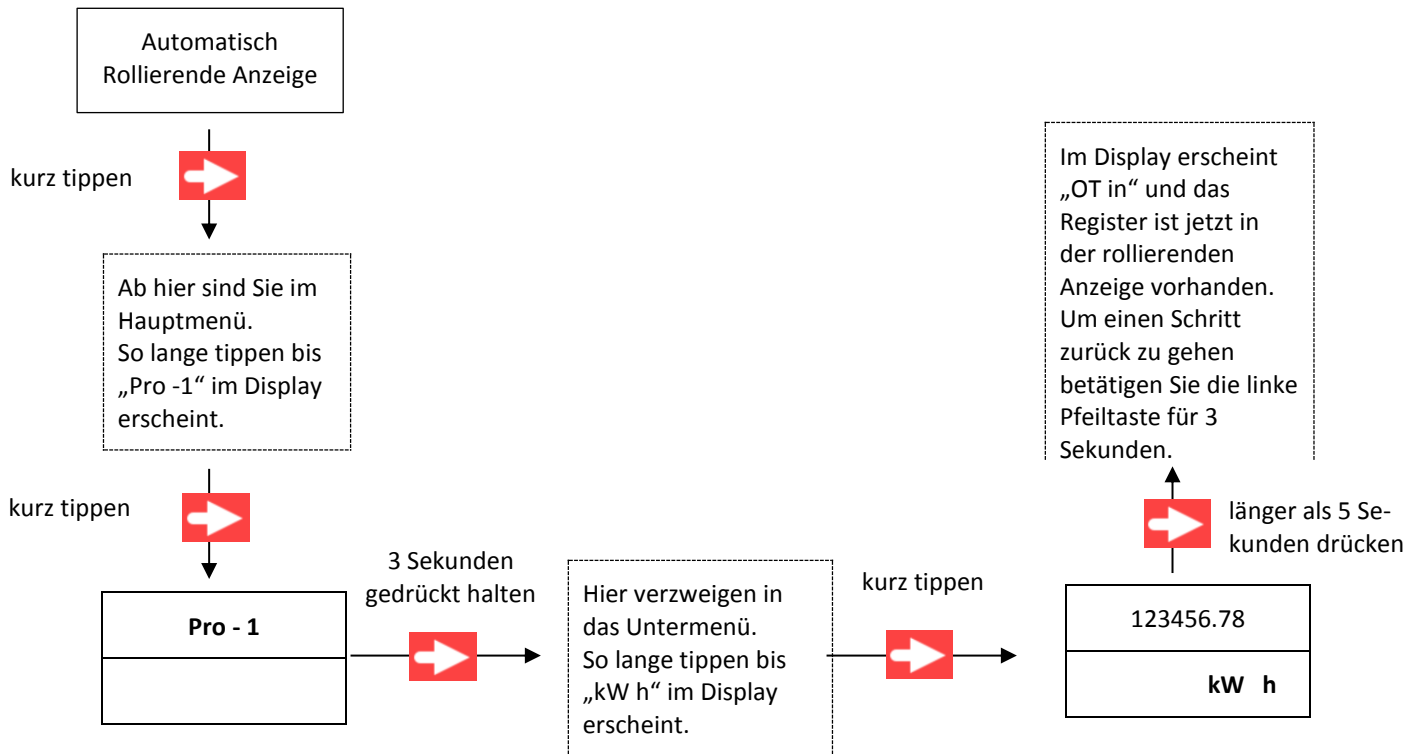 Automatisch
Rollierende Anzeige
kurz tippen
Ab hier sind Sie im
Hauptmenü.
So lange tippen bis
„Pro -1“ im Display
erscheint.
kurz tippen
Pro - 1
3 Sekunden
gedrückt halten
Hier verzweigen in
das Untermenü.
So lange tippen bis
„kW h“ im Display
erscheint.
kurz tippen
123456.78
kW h
länger als 5 Se-
kunden drücken
Im Display erscheint
„OT in“ und das
Register ist jetzt in
der rollierenden
Anzeige vorhanden.
Um einen Schritt
zurück zu gehen
betätigen Sie die linke
Pfeiltaste für 3
Sekunden.